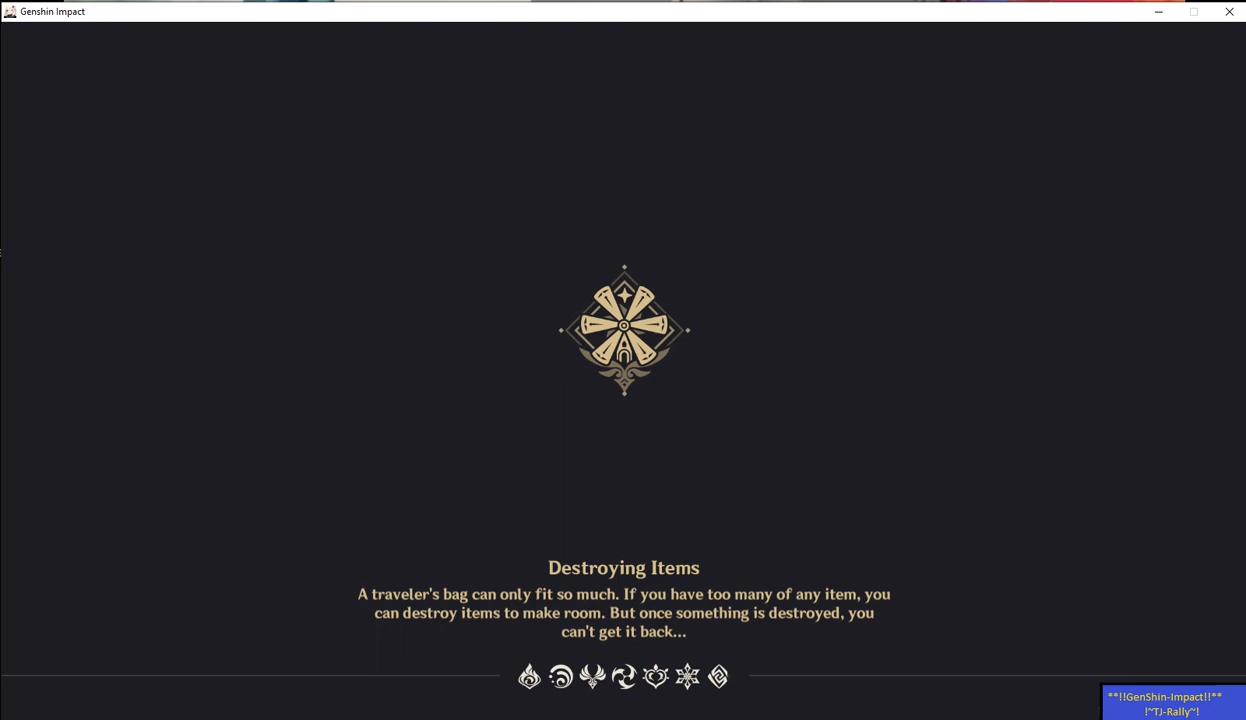 Genshin Impact
Destroying Items
A traveler's bag can only fit so much. If you have too many of any item, you
can destroy items to make room. But once something is destroyed, you
can't get it back...
**!!GenShin-Impact!!**
!~TJ-Rally~!